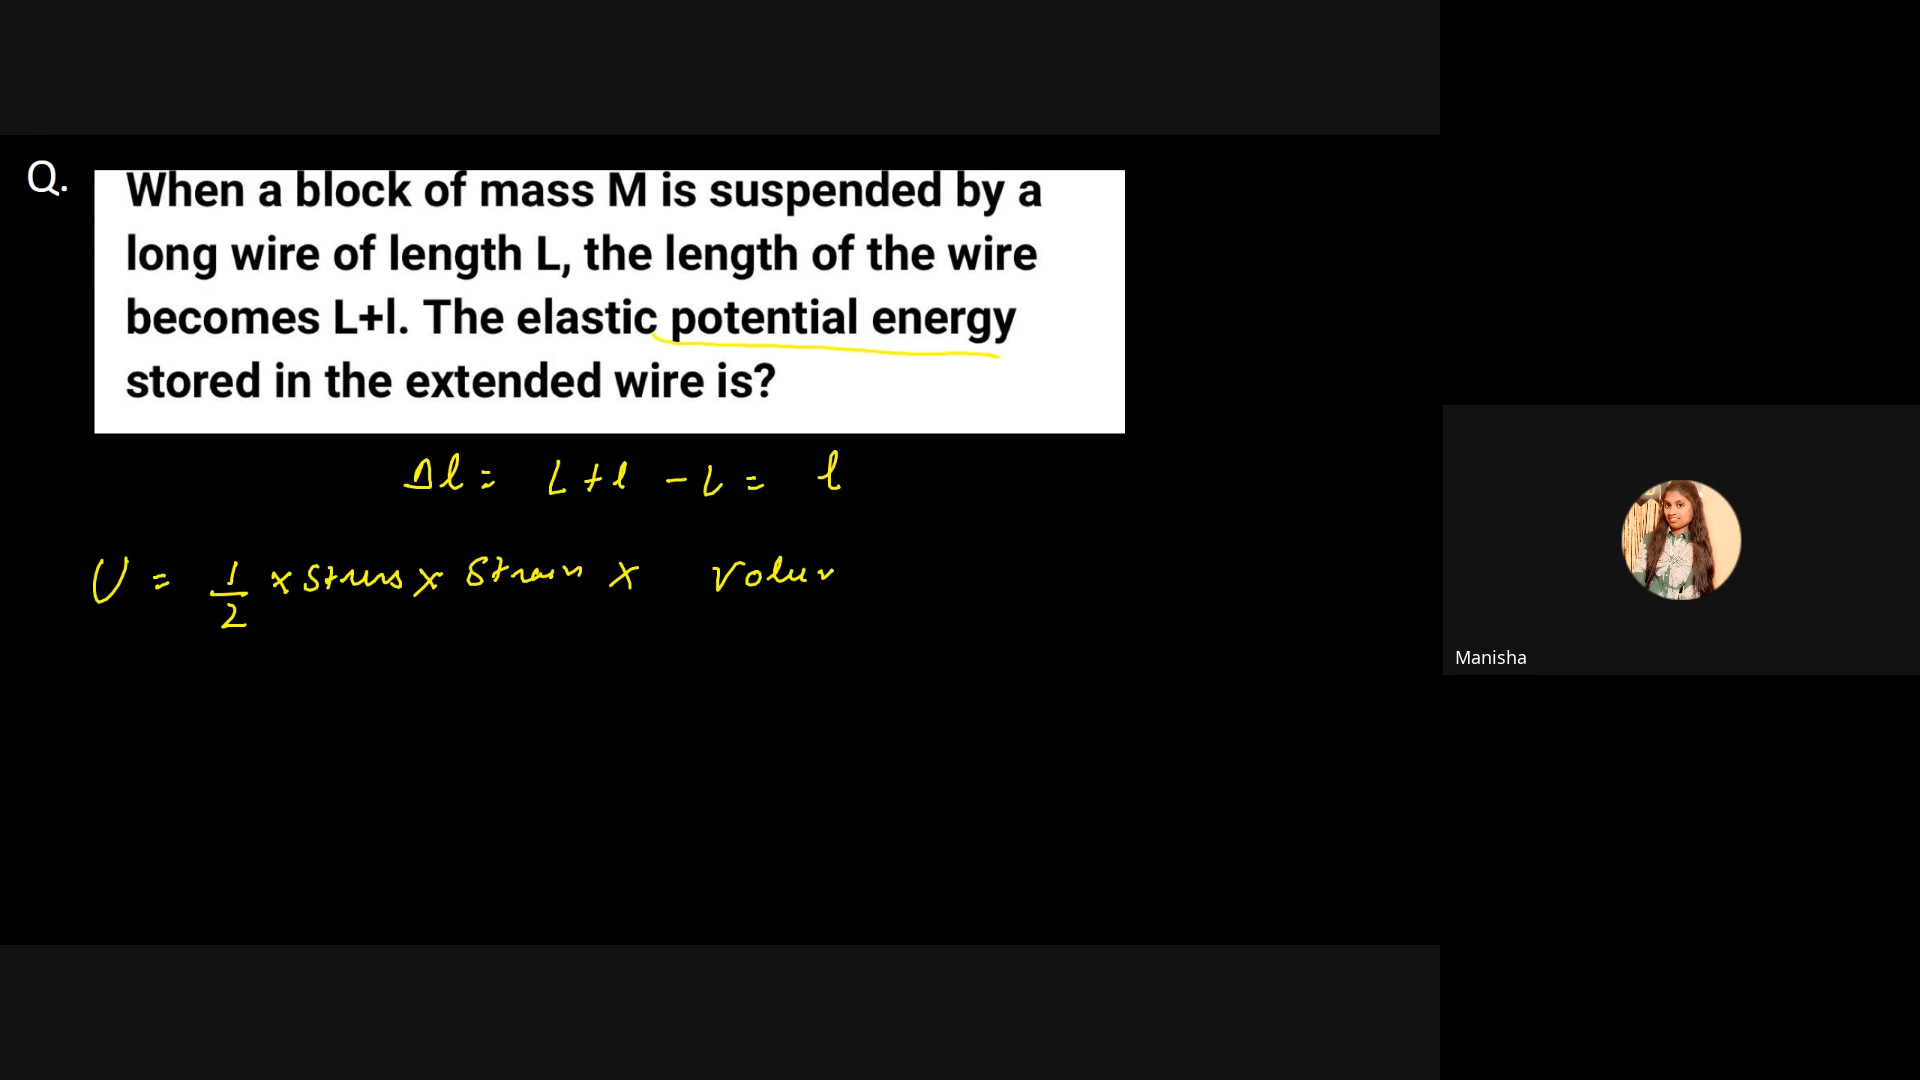 Q.
When a block of mass M is suspended by a
long wire of length L, the length of the wire
becomes L+l. The elastic potential energy
stored in the extended wire is?
Δl = L + l - L = l
U = 1/2 × stress × strain × volum
Manisha